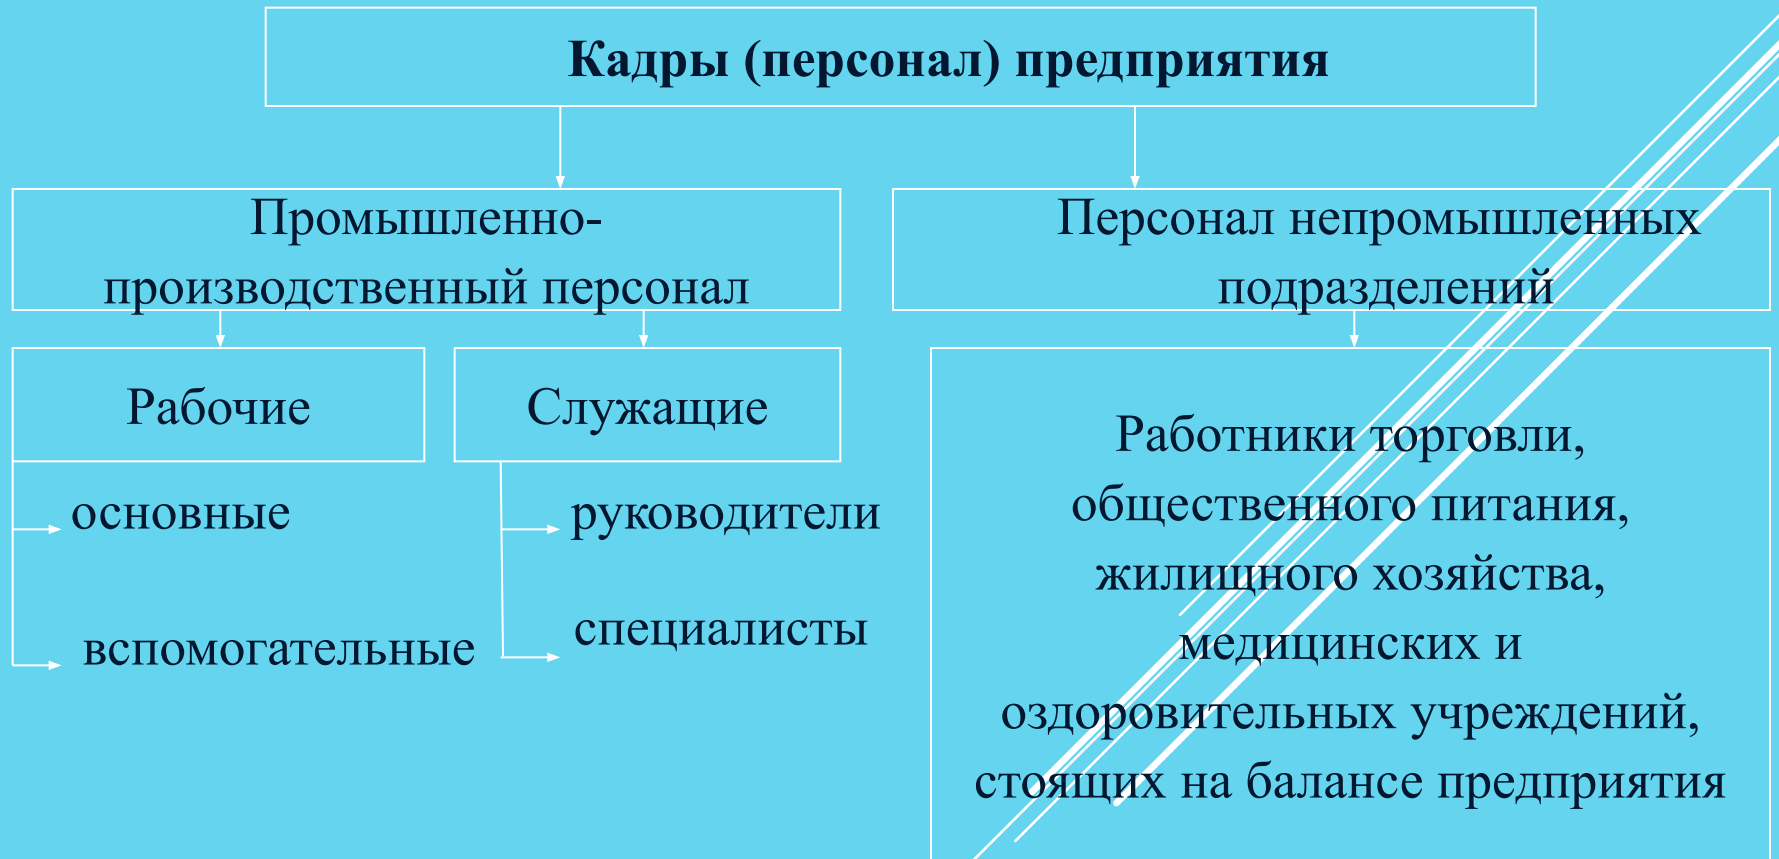 Кадры (персонал) предприятия
Промышленно-
производственный персонал
Персонал непромышленных
подразделений
Рабочие
Служащие
основные
вспомогательные
руководители
специалисты
Работники торговли,
общественного питания,
жилищного хозяйства,
медицинских и
оздоровительных учреждений,
стоящих на балансе предприятия